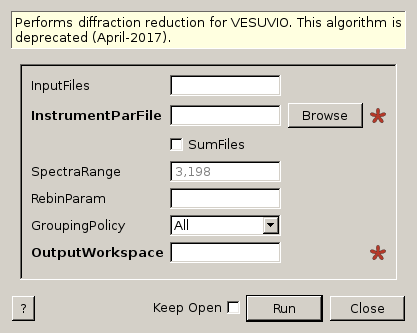 Performs diffraction reduction for VESUVIO. This algorithm is
deprecated (April-2017).
InputFiles
InstrumentParFile Browse *
SumFiles
SpectraRange 3,198
RebinParam
GroupingPolicy All
OutputWorkspace *
? Keep Open Run Close